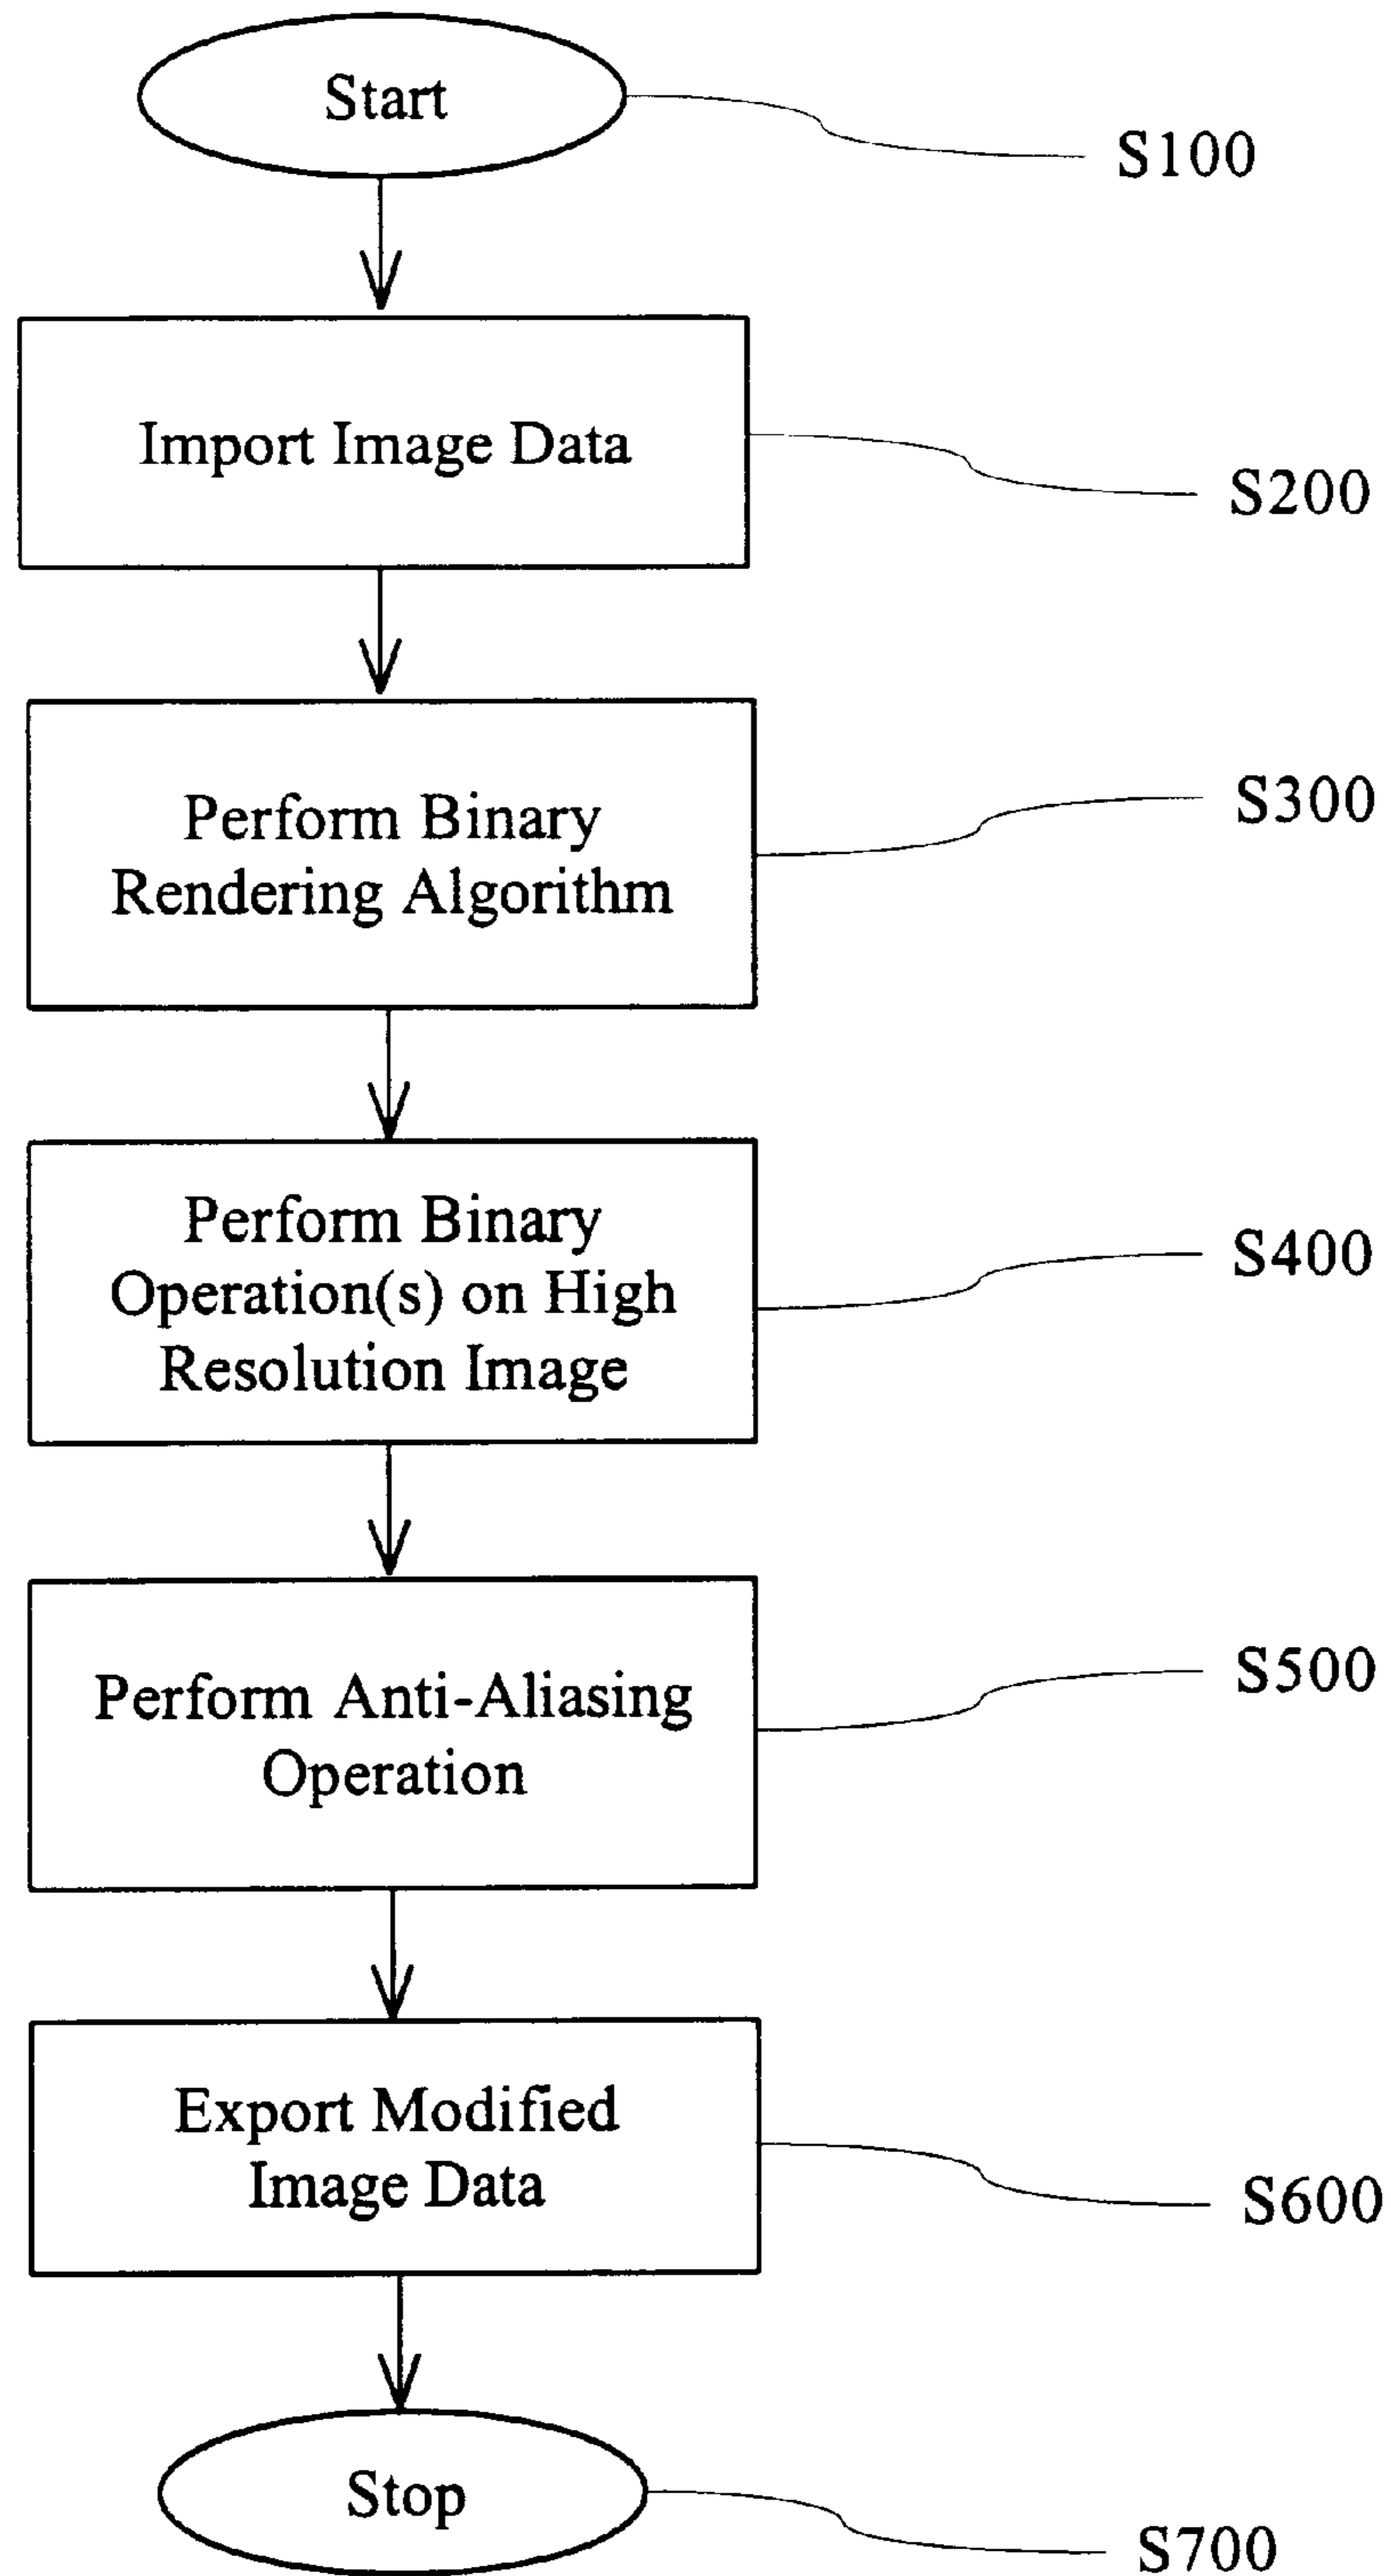 Start
S100
Import Image Data
S200
Perform Binary
Rendering Algorithm
S300
Perform Binary
Operation(s) on High
Resolution Image
S400
Perform Anti-Aliasing
Operation
S500
Export Modified
Image Data
S600
Stop
S700